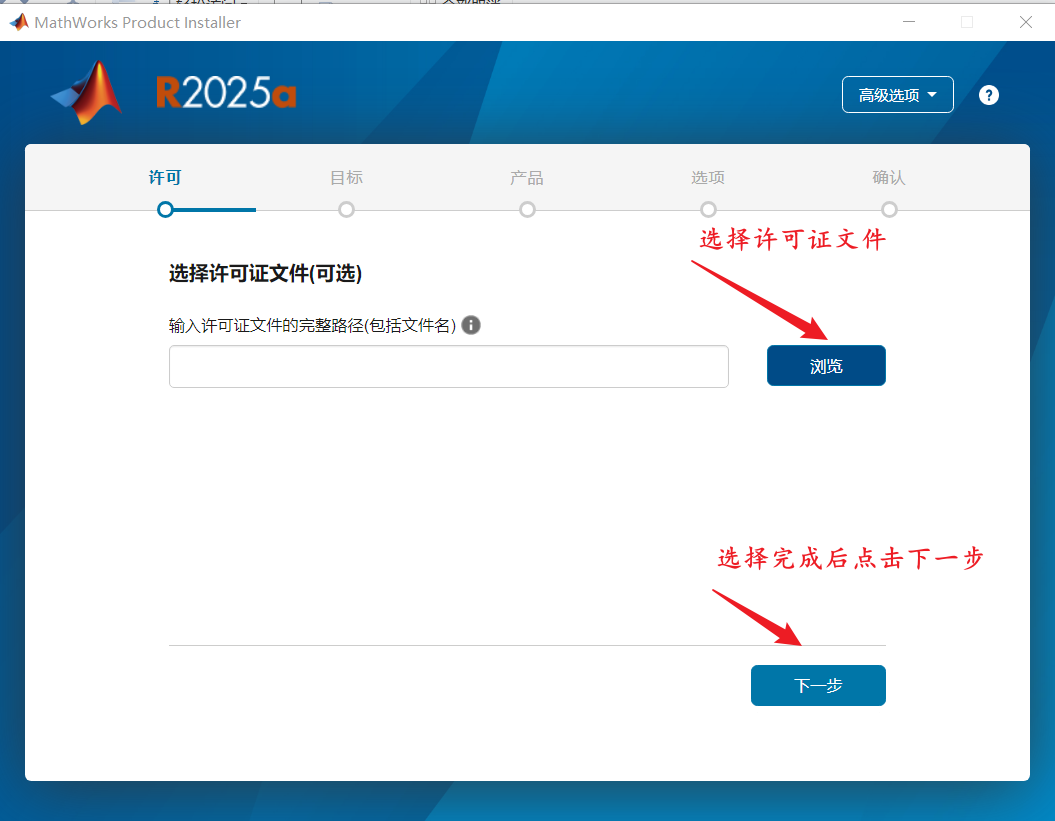 MathWorks Product Installer
R2025a
高级选项
?
许可
目标
产品
选项
确认
选择许可证文件
选择许可证文件(可选)
输入许可证文件的完整路径(包括文件名)
浏览
选择完成后点击下一步
下一步